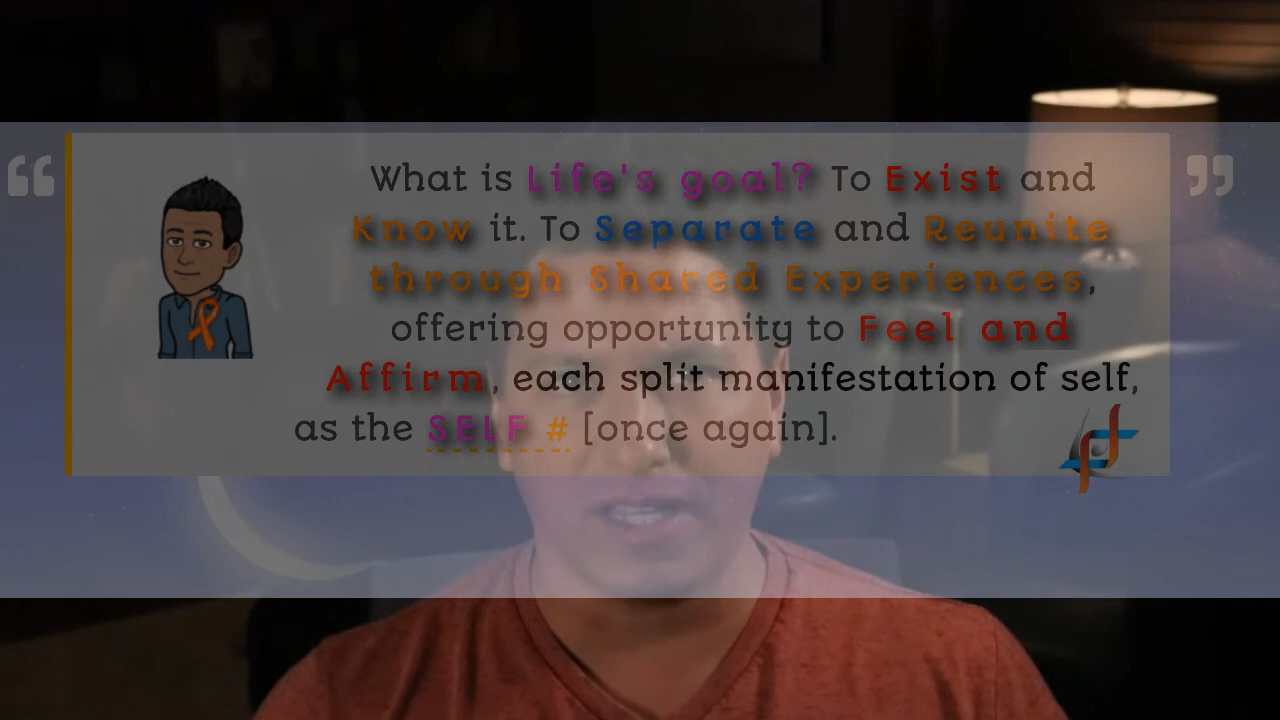 What is Life's goal? To Exist and
Know it. To Separate and Reunite
through Shared Experiences,
offering opportunity to Feel and
Affirm, each split manifestation of self,
as the SELF # [once again].